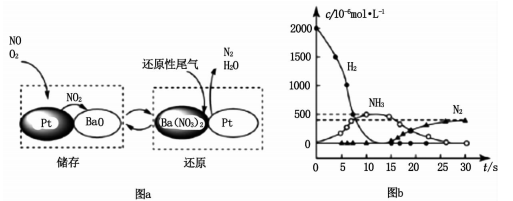 NO
O₂
NO₂
Pt
BaO
储存
还原性尾气
N₂
H₂O
Ba(NO₃)₂
Pt
还原
图a
c/10⁻⁶mol•L⁻¹
2000
1500
1000
500
0
H₂
NH₃
N₂
0 5 10 15 20 25 30 t/s
图b